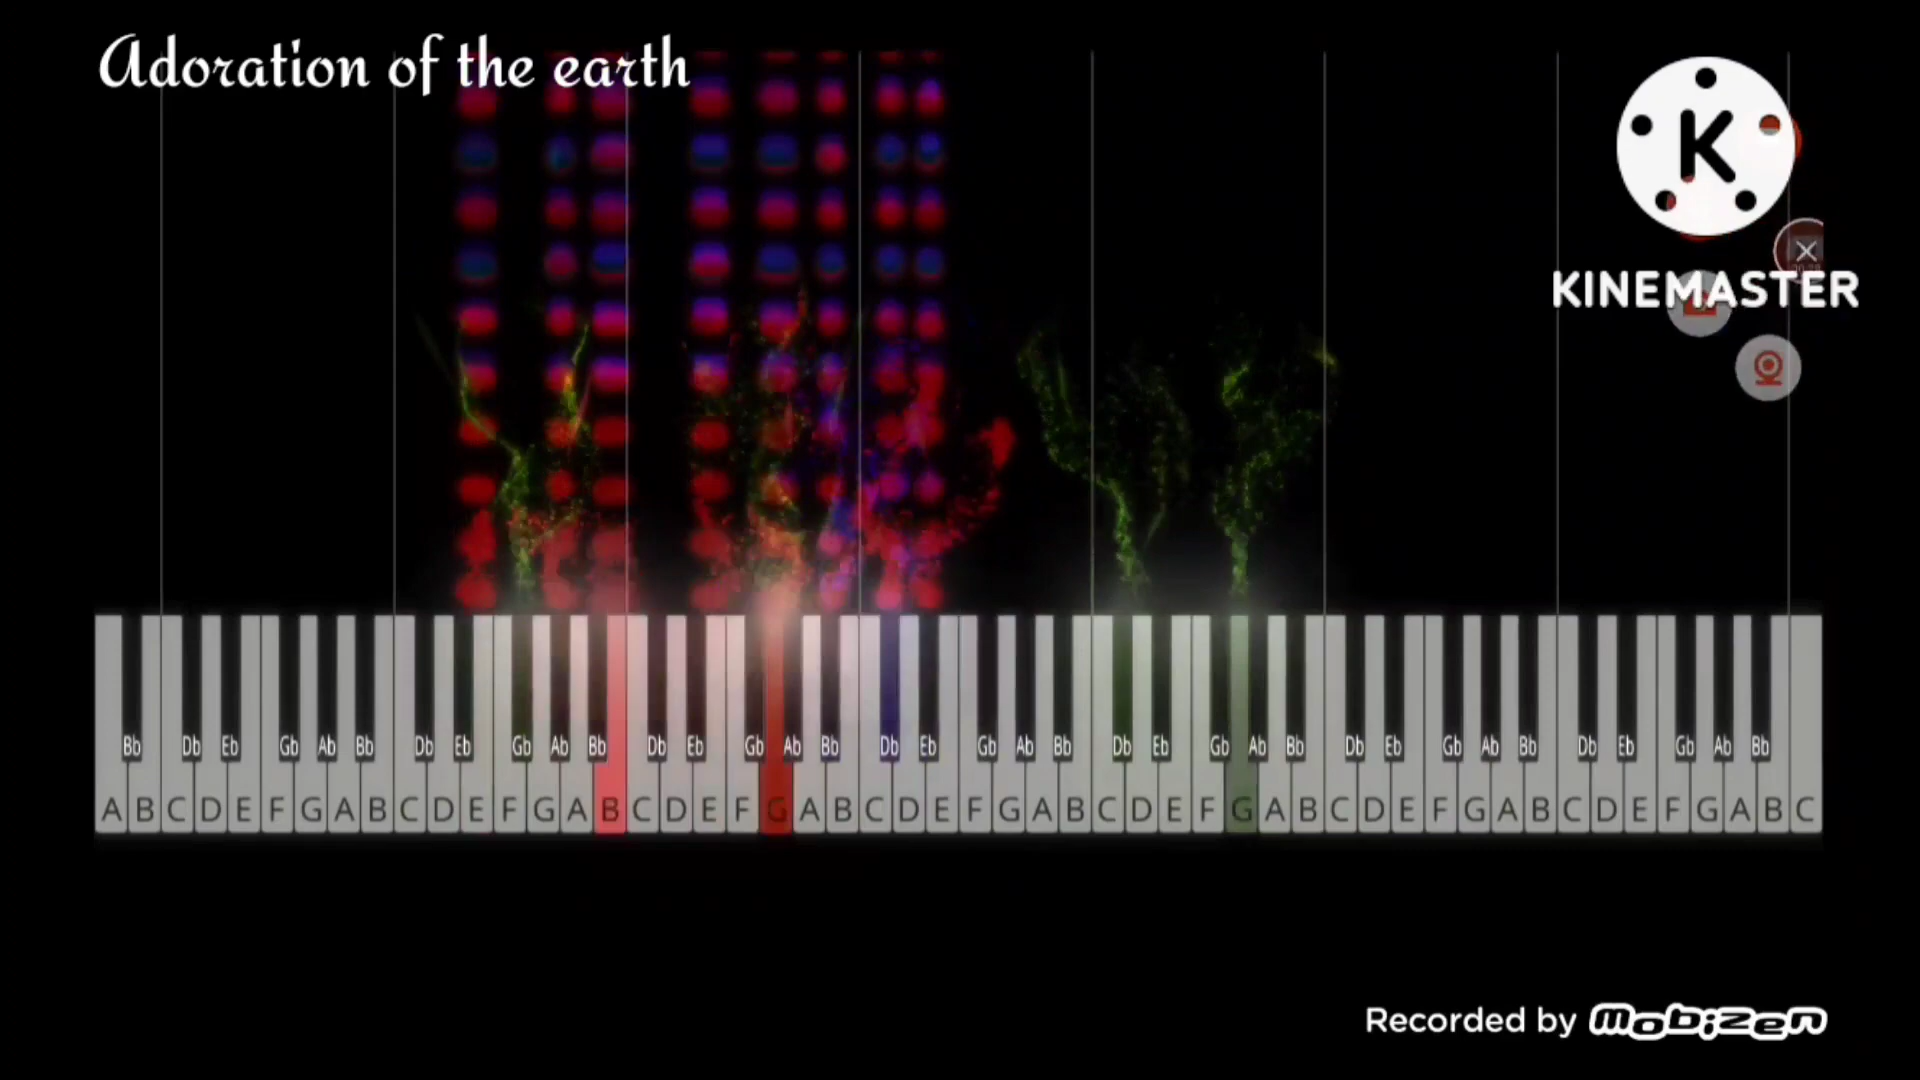 Adoration of the earth
K
KINEMASTER
Bb Db Eb Gb Ab Bb Db Eb Gb Ab Bb Db Eb Gb Ab Bb Db Eb Gb Ab Bb Db Eb Gb Ab Bb Db Eb Gb Ab Bb Db Eb Gb Ab Bb
A B C D E F G A B C D E F G A B C D E F G A B C D E F G A B C D E F G A B C D E F G A B C D E F G A B C
Recorded by mobizen